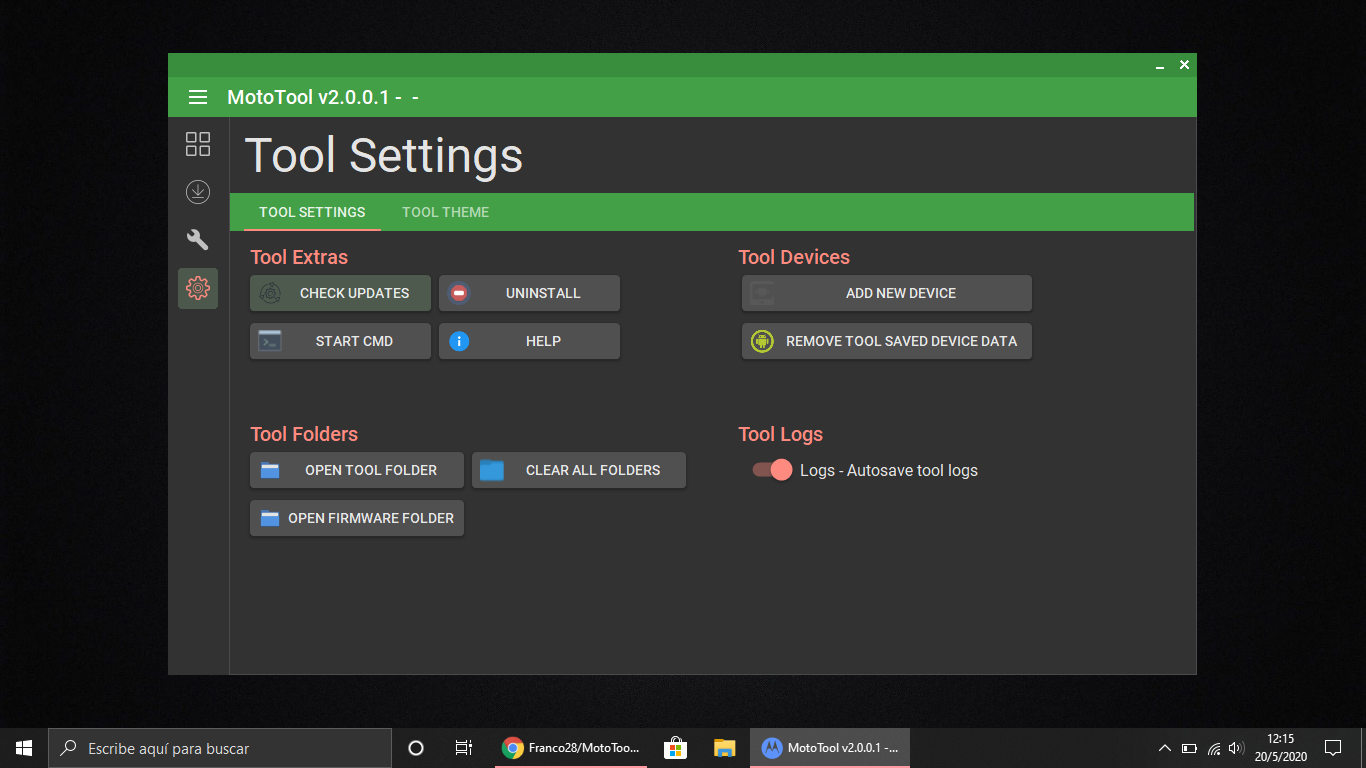 MotoTool v2.0.0.1 - -
Tool Settings
TOOL SETTINGS TOOL THEME
Tool Extras
CHECK UPDATES UNINSTALL
START CMD HELP
Tool Devices
ADD NEW DEVICE
REMOVE TOOL SAVED DEVICE DATA
Tool Folders
OPEN TOOL FOLDER CLEAR ALL FOLDERS
OPEN FIRMWARE FOLDER
Tool Logs
Logs - Autosave tool logs
Escribe aquí para buscar
Franco28/MotoToo...
MotoTool v2.0.0.1 -...
12:15
20/5/2020